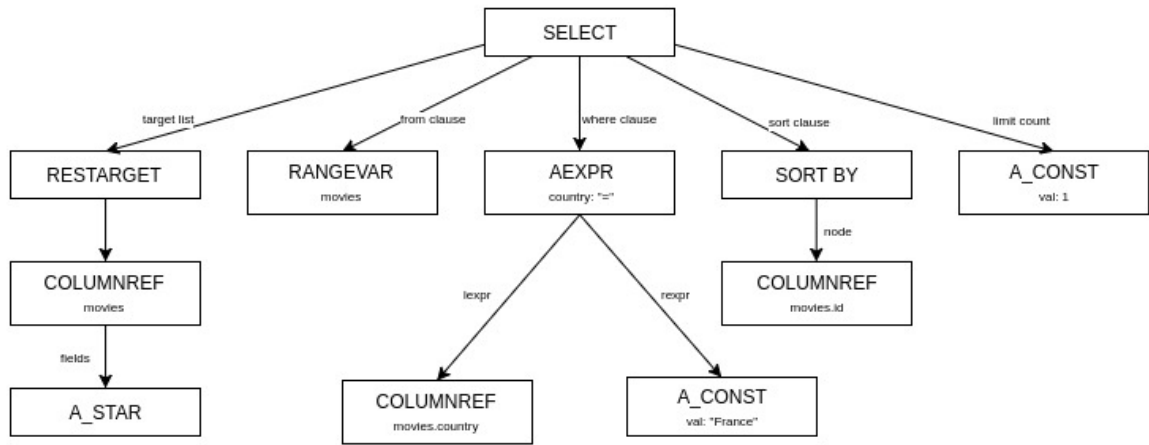 SELECT
target list
from clause
where clause
sort clause
limit count
RESTARGET
RANGEVAR
movies
AEXPR
country: "="
SORT BY
A_CONST
val: 1
node
COLUMNREF
movies
COLUMNREF
movies.id
lexpr
rexpr
fields
A_STAR
COLUMNREF
movies.country
A_CONST
val: "France"